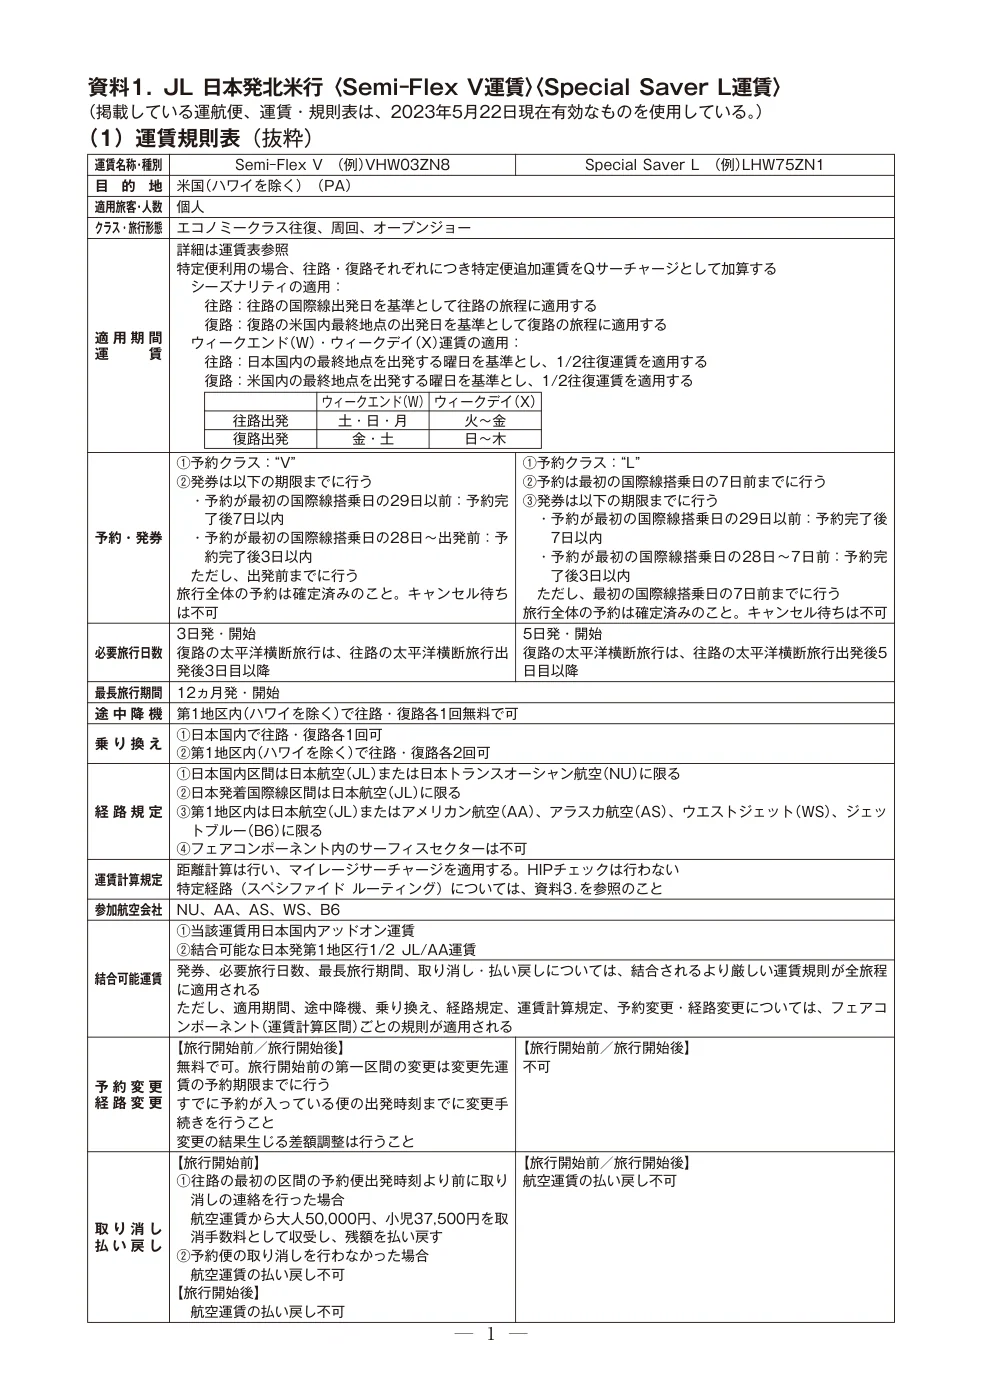 資料1．JL 日本発北米行〈Semi-Flex V運賃〉〈Special Saver L運賃〉
（掲載している運航便、運賃・規則表は、2023年5月22日現在有効なものを使用している。）
（1）運賃規則表（抜粋）
運賃名称・種別 Semi-Flex V （例）VHW03ZN8 Special Saver L （例）LHW75ZN1
目的地 米国（ハワイを除く）（PA）
適用旅客・人数 個人
クラス・旅行形態 エコノミークラス往復、周回、オープンジョー
適用期間
運賃
詳細は運賃表参照
特定便利用の場合、往路・復路それぞれにつき特定便追加運賃をQサーチャージとして加算する
シーズナリティの適用：
往路：往路の国際線出発日を基準として往路の旅程に適用する
復路：復路の米国内最終地点の出発日を基準として復路の旅程に適用する
ウィークエンド（W）・ウィークデイ（X）運賃の適用：
往路：日本国内の最終地点を出発する曜日を基準とし、1/2往復運賃を適用する
復路：米国内の最終地点を出発する曜日を基準とし、1/2往復運賃を適用する
ウィークエンド（W） ウィークデイ（X）
往路出発 土・日・月 火～金
復路出発 金・土 日～木
予約・発券
①予約クラス：“V”
②発券は以下の期限までに行う
・予約が最初の国際線搭乗日の29日以前：予約完
了後7日以内
・予約が最初の国際線搭乗日の28日～出発前：予
約完了後3日以内
ただし、出発前までに行う
旅行全体の予約は確定済みのこと。キャンセル待ち
は不可
①予約クラス：“L”
②予約は最初の国際線搭乗日の7日前までに行う
③発券は以下の期限までに行う
・予約が最初の国際線搭乗日の29日以前：予約完了後
7日以内
・予約が最初の国際線搭乗日の28日～7日前：予約完
了後3日以内
ただし、最初の国際線搭乗日の7日前までに行う
旅行全体の予約は確定済みのこと。キャンセル待ちは不可
必要旅行日数
3日発・開始
復路の太平洋横断旅行は、往路の太平洋横断旅行出
発後3日目以降
5日発・開始
復路の太平洋横断旅行は、往路の太平洋横断旅行出発後5
日目以降
最長旅行期間 12ヵ月発・開始
途中降機 第1地区内（ハワイを除く）で往路・復路各1回無料で可
乗り換え
①日本国内で往路・復路各1回可
②第1地区内（ハワイを除く）で往路・復路各2回可
経路規定
①日本国内区間は日本航空（JL）または日本トランスオーシャン航空（NU）に限る
②日本発着国際線区間は日本航空（JL）に限る
③第1地区内は日本航空（JL）またはアメリカン航空（AA）、アラスカ航空（AS）、ウエストジェット（WS）、ジェッ
トブルー（B6）に限る
④フェアコンポーネント内のサーフィスセクターは不可
運賃計算規定
距離計算は行い、マイレージサーチャージを適用する。HIPチェックは行わない
特定経路（スペシファイド ルーティング）については、資料3．を参照のこと
参加航空会社 NU、AA、AS、WS、B6
結合可能運賃
①当該運賃用日本国内アッドオン運賃
②結合可能な日本発第1地区行1/2 JL/AA運賃
発券、必要旅行日数、最長旅行期間、取り消し・払い戻しについては、結合されるより厳しい運賃規則が全旅程
に適用される
ただし、適用期間、途中降機、乗り換え、経路規定、運賃計算規定、予約変更・経路変更については、フェアコ
ンポーネント（運賃計算区間）ごとの規則が適用される
予約変更
経路変更
【旅行開始前／旅行開始後】
無料で可。旅行開始前の第一区間の変更は変更先運
賃の予約期限までに行う
すでに予約が入っている便の出発時刻までに変更手
続きを行うこと
変更の結果生じる差額調整は行うこと
【旅行開始前／旅行開始後】
不可
取り消し
払い戻し
【旅行開始前】
①往路の最初の区間の予約便出発時刻より前に取り
消しの連絡を行った場合
航空運賃から大人50,000円、小児37,500円を取
消手数料として収受し、残額を払い戻す
②予約便の取り消しを行わなかった場合
航空運賃の払い戻し不可
【旅行開始後】
航空運賃の払い戻し不可
【旅行開始前／旅行開始後】
航空運賃の払い戻し不可
― 1 ―